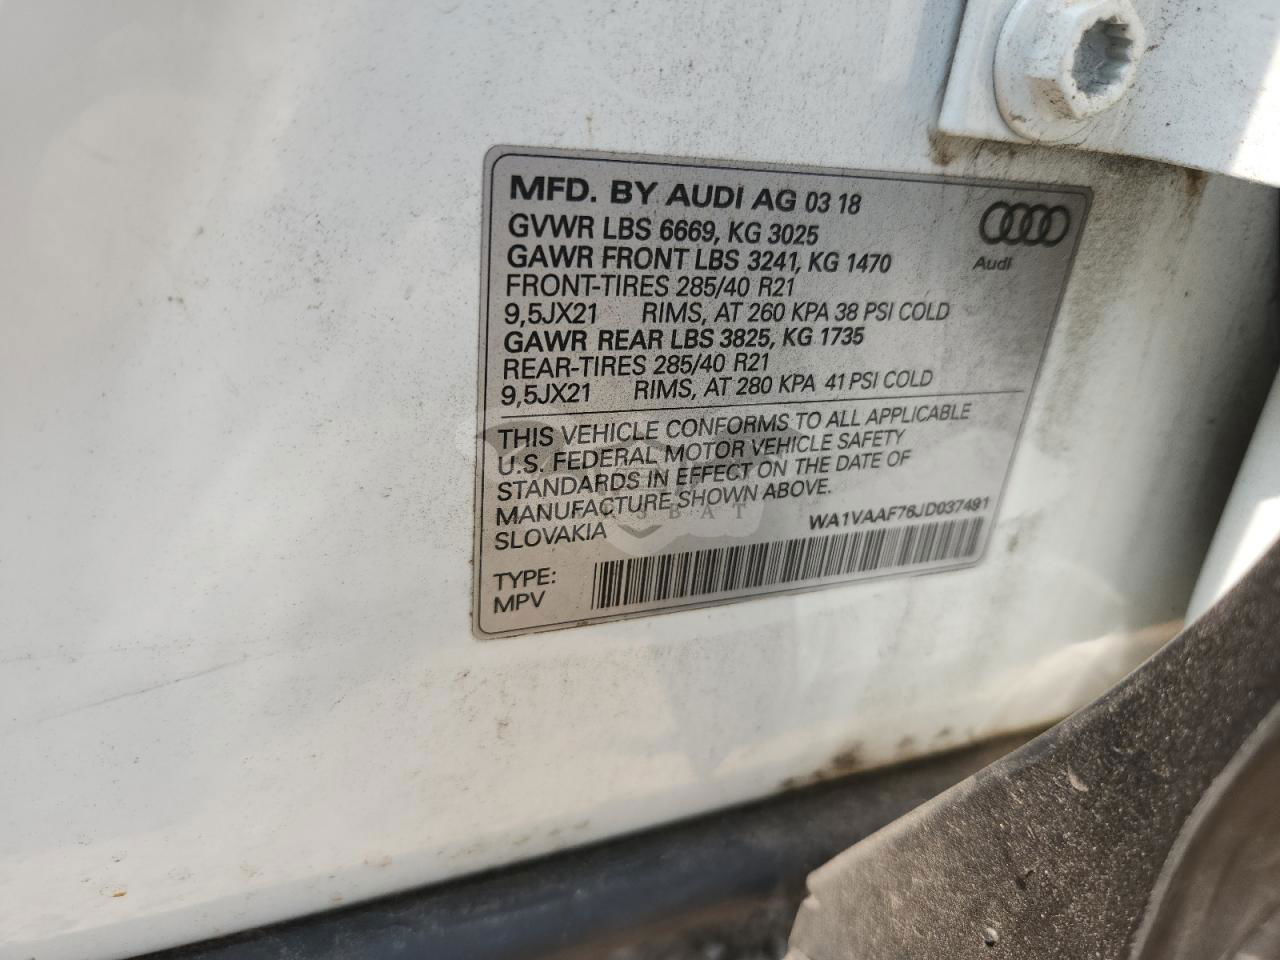 MFD. BY AUDI AG 03 18
GVWR LBS 6669, KG 3025
GAWR FRONT LBS 3241, KG 1470
FRONT-TIRES 285/40 R21
9,5JX21 RIMS, AT 260 KPA 38 PSI COLD
GAWR REAR LBS 3825, KG 1735
REAR-TIRES 285/40 R21
9,5JX21 RIMS, AT 280 KPA 41 PSI COLD
Audi
THIS VEHICLE CONFORMS TO ALL APPLICABLE
U.S. FEDERAL MOTOR VEHICLE SAFETY
STANDARDS IN EFFECT ON THE DATE OF
MANUFACTURE SHOWN ABOVE.
SLOVAKIA
WA1VAAF76JD037491
TYPE:
MPV